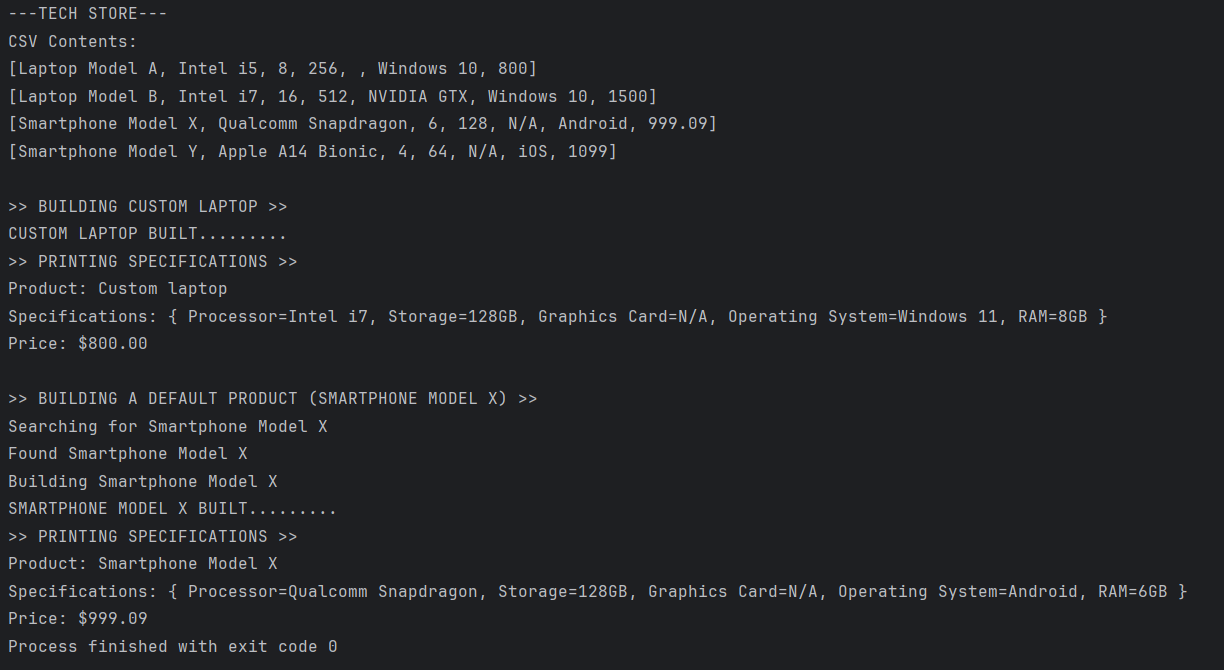 ---TECH STORE---
CSV Contents:
[Laptop Model A, Intel i5, 8, 256, , Windows 10, 800]
[Laptop Model B, Intel i7, 16, 512, NVIDIA GTX, Windows 10, 1500]
[Smartphone Model X, Qualcomm Snapdragon, 6, 128, N/A, Android, 999.09]
[Smartphone Model Y, Apple A14 Bionic, 4, 64, N/A, iOS, 1099]
>> BUILDING CUSTOM LAPTOP >>
CUSTOM LAPTOP BUILT.........
>> PRINTING SPECIFICATIONS >>
Product: Custom laptop
Specifications: { Processor=Intel i7, Storage=128GB, Graphics Card=N/A, Operating System=Windows 11, RAM=8GB }
Price: $800.00
>> BUILDING A DEFAULT PRODUCT (SMARTPHONE MODEL X) >>
Searching for Smartphone Model X
Found Smartphone Model X
Building Smartphone Model X
SMARTPHONE MODEL X BUILT.........
>> PRINTING SPECIFICATIONS >>
Product: Smartphone Model X
Specifications: { Processor=Qualcomm Snapdragon, Storage=128GB, Graphics Card=N/A, Operating System=Android, RAM=6GB }
Price: $999.09
Process finished with exit code 0